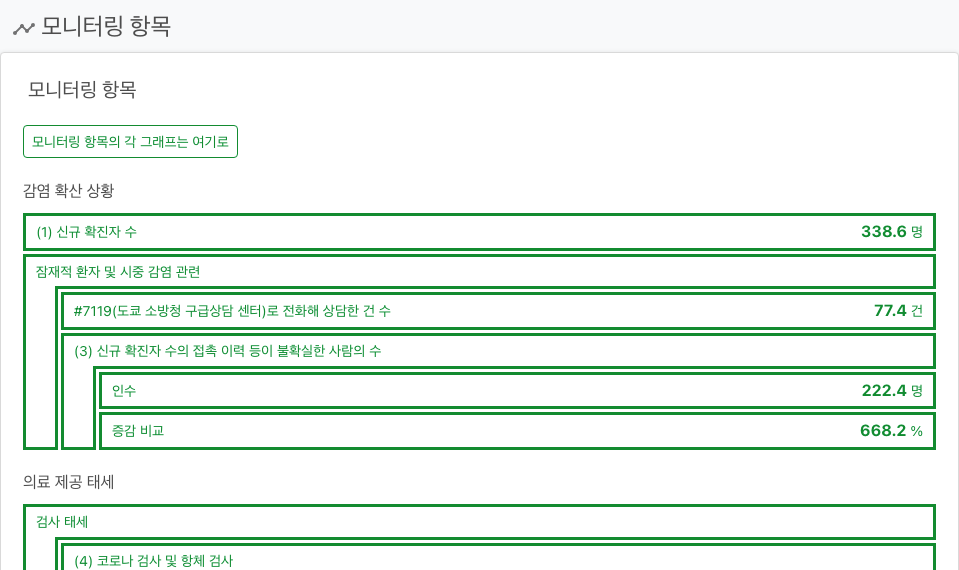 모니터링 항목
모니터링 항목
모니터링 항목의 각 그래프는 여기로
감염 확산 상황
(1) 신규 확진자 수 338.6 명
잠재적 환자 및 시중 감염 관련
#7119(도쿄 소방청 구급상담 센터)로 전화해 상담한 건 수 77.4 건
(3) 신규 확진자 수의 접촉 이력 등이 불확실한 사람의 수
인수 222.4 명
증감 비교 668.2 %
의료 제공 태세
검사 태세
(4) 코로나 검사 및 항체 검사